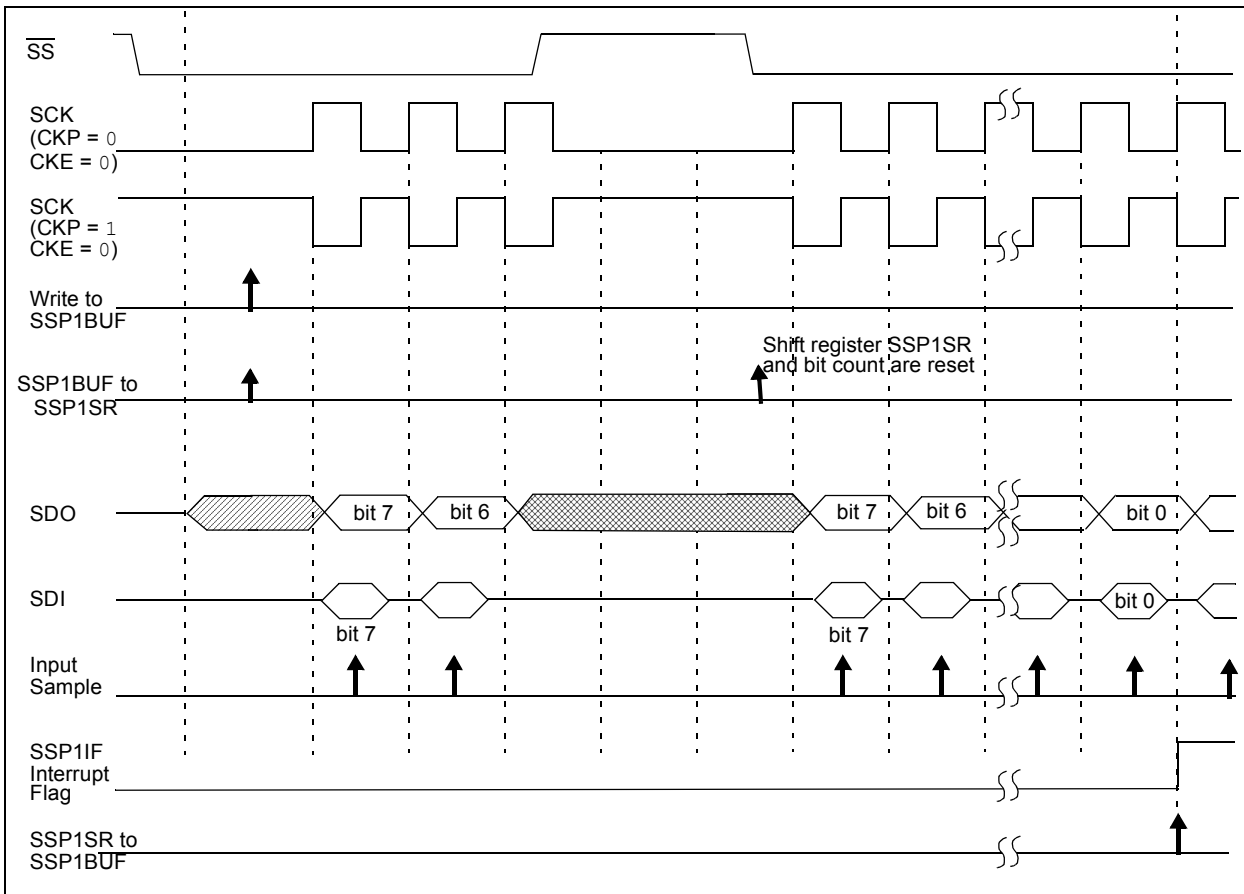 SS
SCK
(CKP = 0
CKE = 0)
SCK
(CKP = 1
CKE = 0)
Write to
SSP1BUF
Shift register SSP1SR
and bit count are reset
SSP1BUF to
SSP1SR
SDO
bit 7
bit 6
bit 7
bit 6
bit 0
SDI
bit 0
bit 7
bit 7
Input
Sample
SSP1IF
Interrupt
Flag
SSP1SR to
SSP1BUF